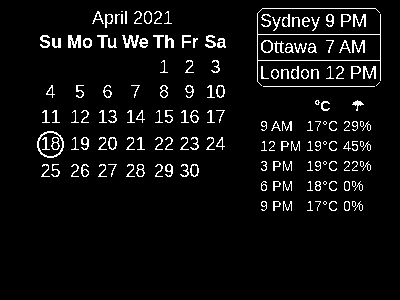 April 2021
Su Mo Tu We Th Fr Sa
1 2 3
4 5 6 7 8 9 10
11 12 13 14 15 16 17
18 19 20 21 22 23 24
25 26 27 28 29 30
Sydney 9 PM
Ottawa 7 AM
London 12 PM
°C ☂
9 AM 17°C 29%
12 PM 19°C 45%
3 PM 19°C 22%
6 PM 18°C 0%
9 PM 17°C 0%